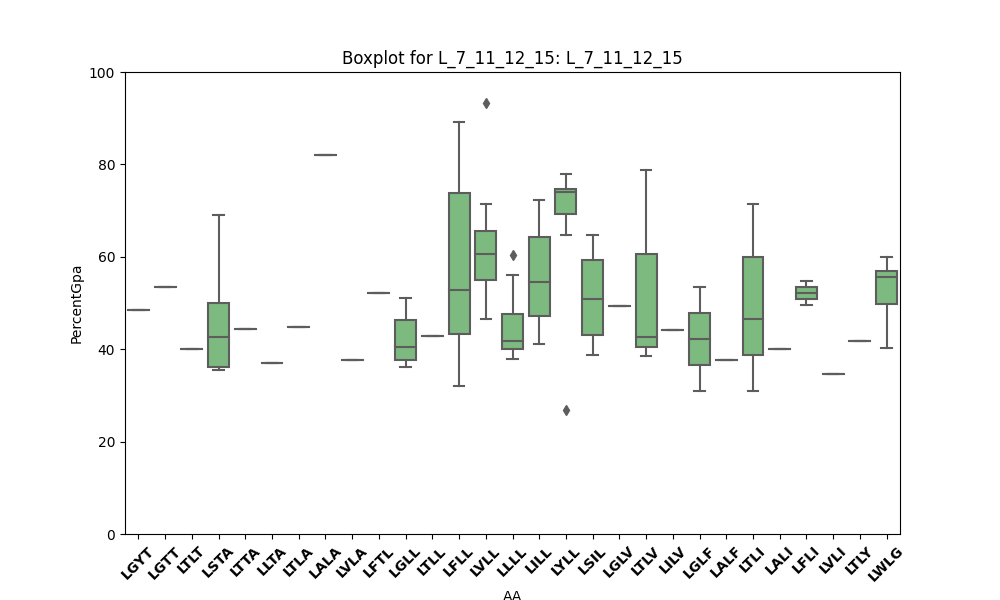 Boxplot for L_7_11_12_15: L_7_11_12_15
PercentGpa
100
80
60
40
20
0
LGYT LGTT LTLT LSTA LTTA LLTA LTLA LALA LVLA LFTL LGLL LTLL LFLL LVLL LLLL LILL LYLL LSIL LGLV LTLV LILV LGLF LALF LTLI LALI LFLI LVLI LTLY LWLG
AA